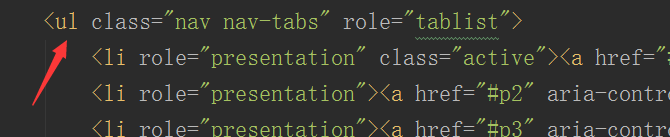 <ul class="nav nav-tabs" role="tablist">
<li role="presentation" class="active"><a href="#
<li role="presentation"><a href="#p2" aria-contro
<li role="presentation"><a href="#p3" aria-contro